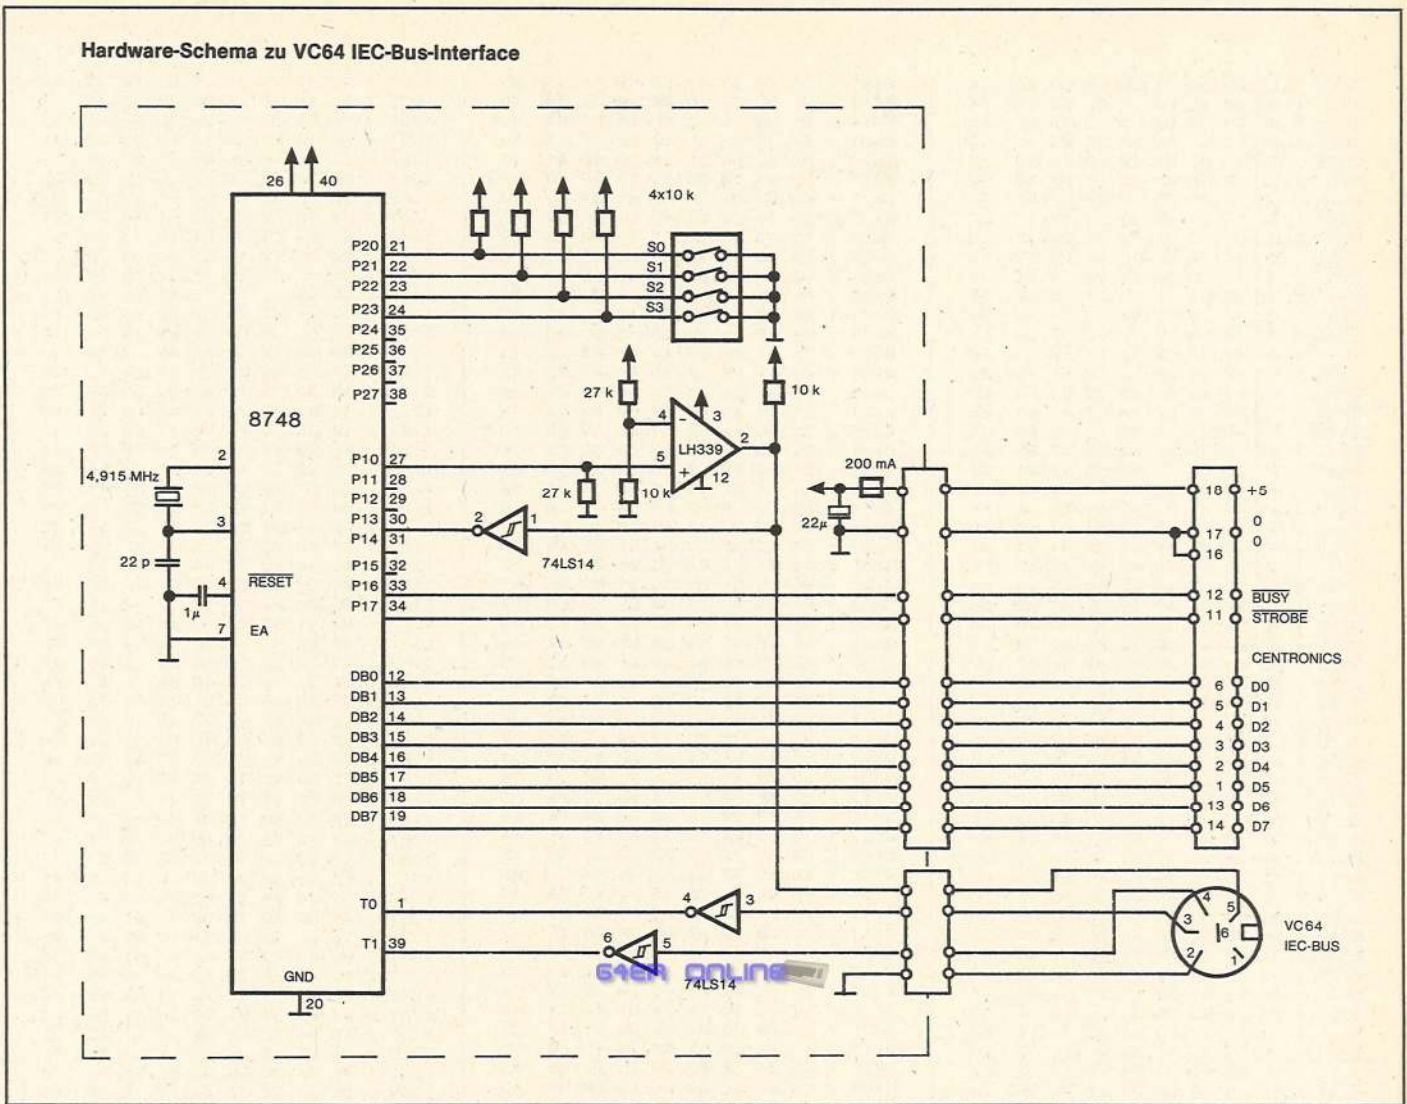 Hardware-Schema zu VC64 IEC-Bus-Interface
26 40
4x10 k
P20 21 S0
P21 22 S1
P22 23 S2
P23 24 S3
P24 35
P25 36
P26 37
P27 38
8748
27 k
10 k
4 - 3
LH339 2
5 + 12
2
4,915 MHz
P10 27
P11 28
P12 29
P13 30
P14 31
P15 32
P16 33
P17 34
27 k
10 k
2 1
74LS14
3
22 p
4 RESET
1µ
7 EA
200 mA
22µ
18 +5
17 0
16 0
12 BUSY
11 STROBE
CENTRONICS
DB0 12
DB1 13
DB2 14
DB3 15
DB4 16
DB5 17
DB6 18
DB7 19
6 D0
5 D1
4 D2
3 D3
2 D4
1 D5
13 D6
14 D7
T0 1
4 3
T1 39
6 5
74LS14
64ER ONLINE
GND
20
4 5
3 6
2 1
VC64
IEC-BUS